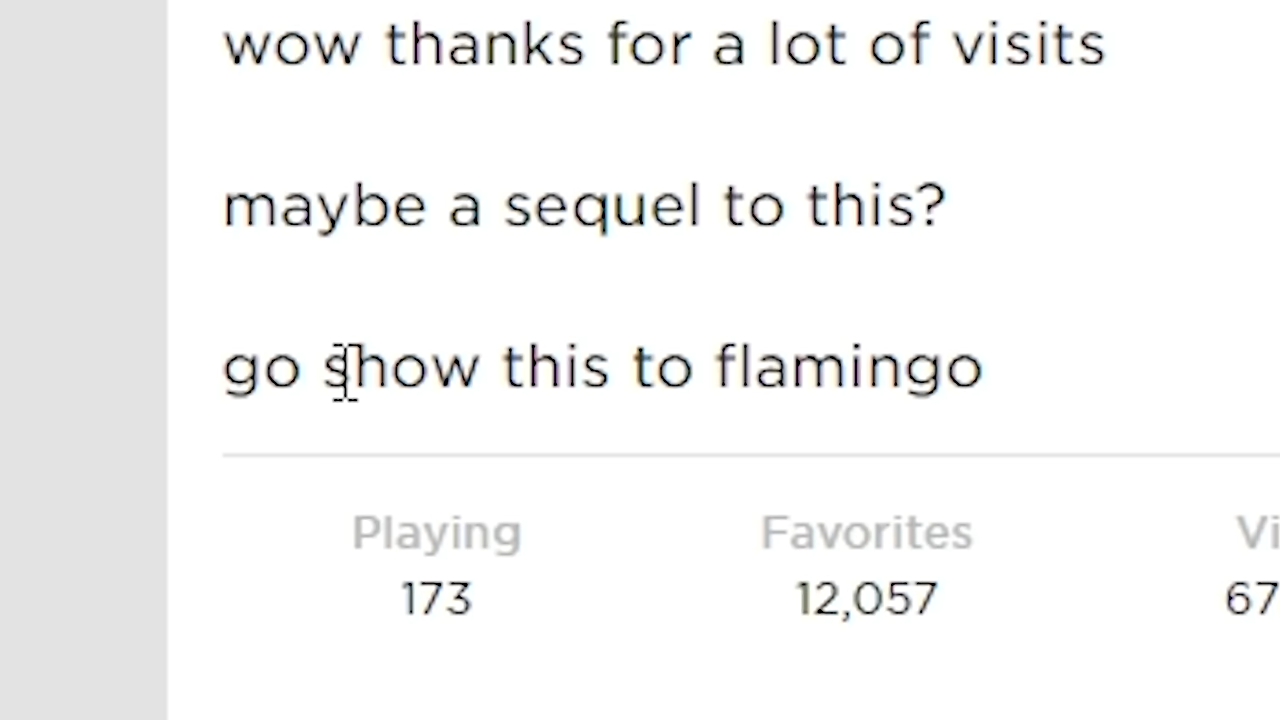 wow thanks for a lot of visits
maybe a sequel to this?
go show this to flamingo
Playing Favorites
173 12,057